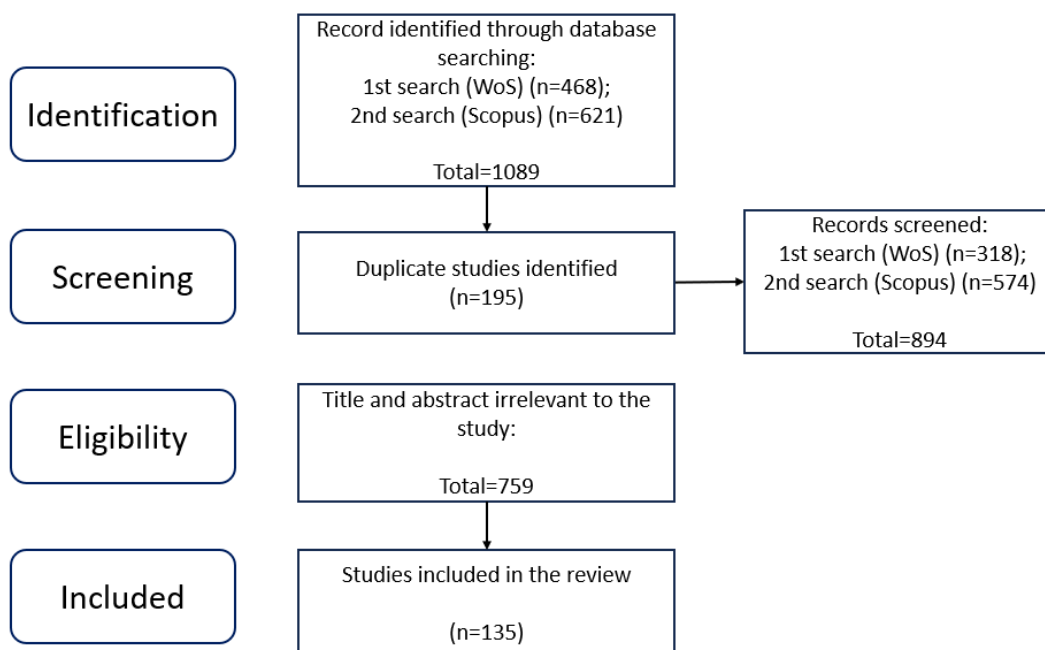 Identification
Record identified through database
searching:
1st search (WoS) (n=468);
2nd search (Scopus) (n=621)
Total=1089
Screening
Duplicate studies identified
(n=195)
Records screened:
1st search (WoS) (n=318);
2nd search (Scopus) (n=574)
Total=894
Eligibility
Title and abstract irrelevant to the
study:
Total=759
Included
Studies included in the review
(n=135)